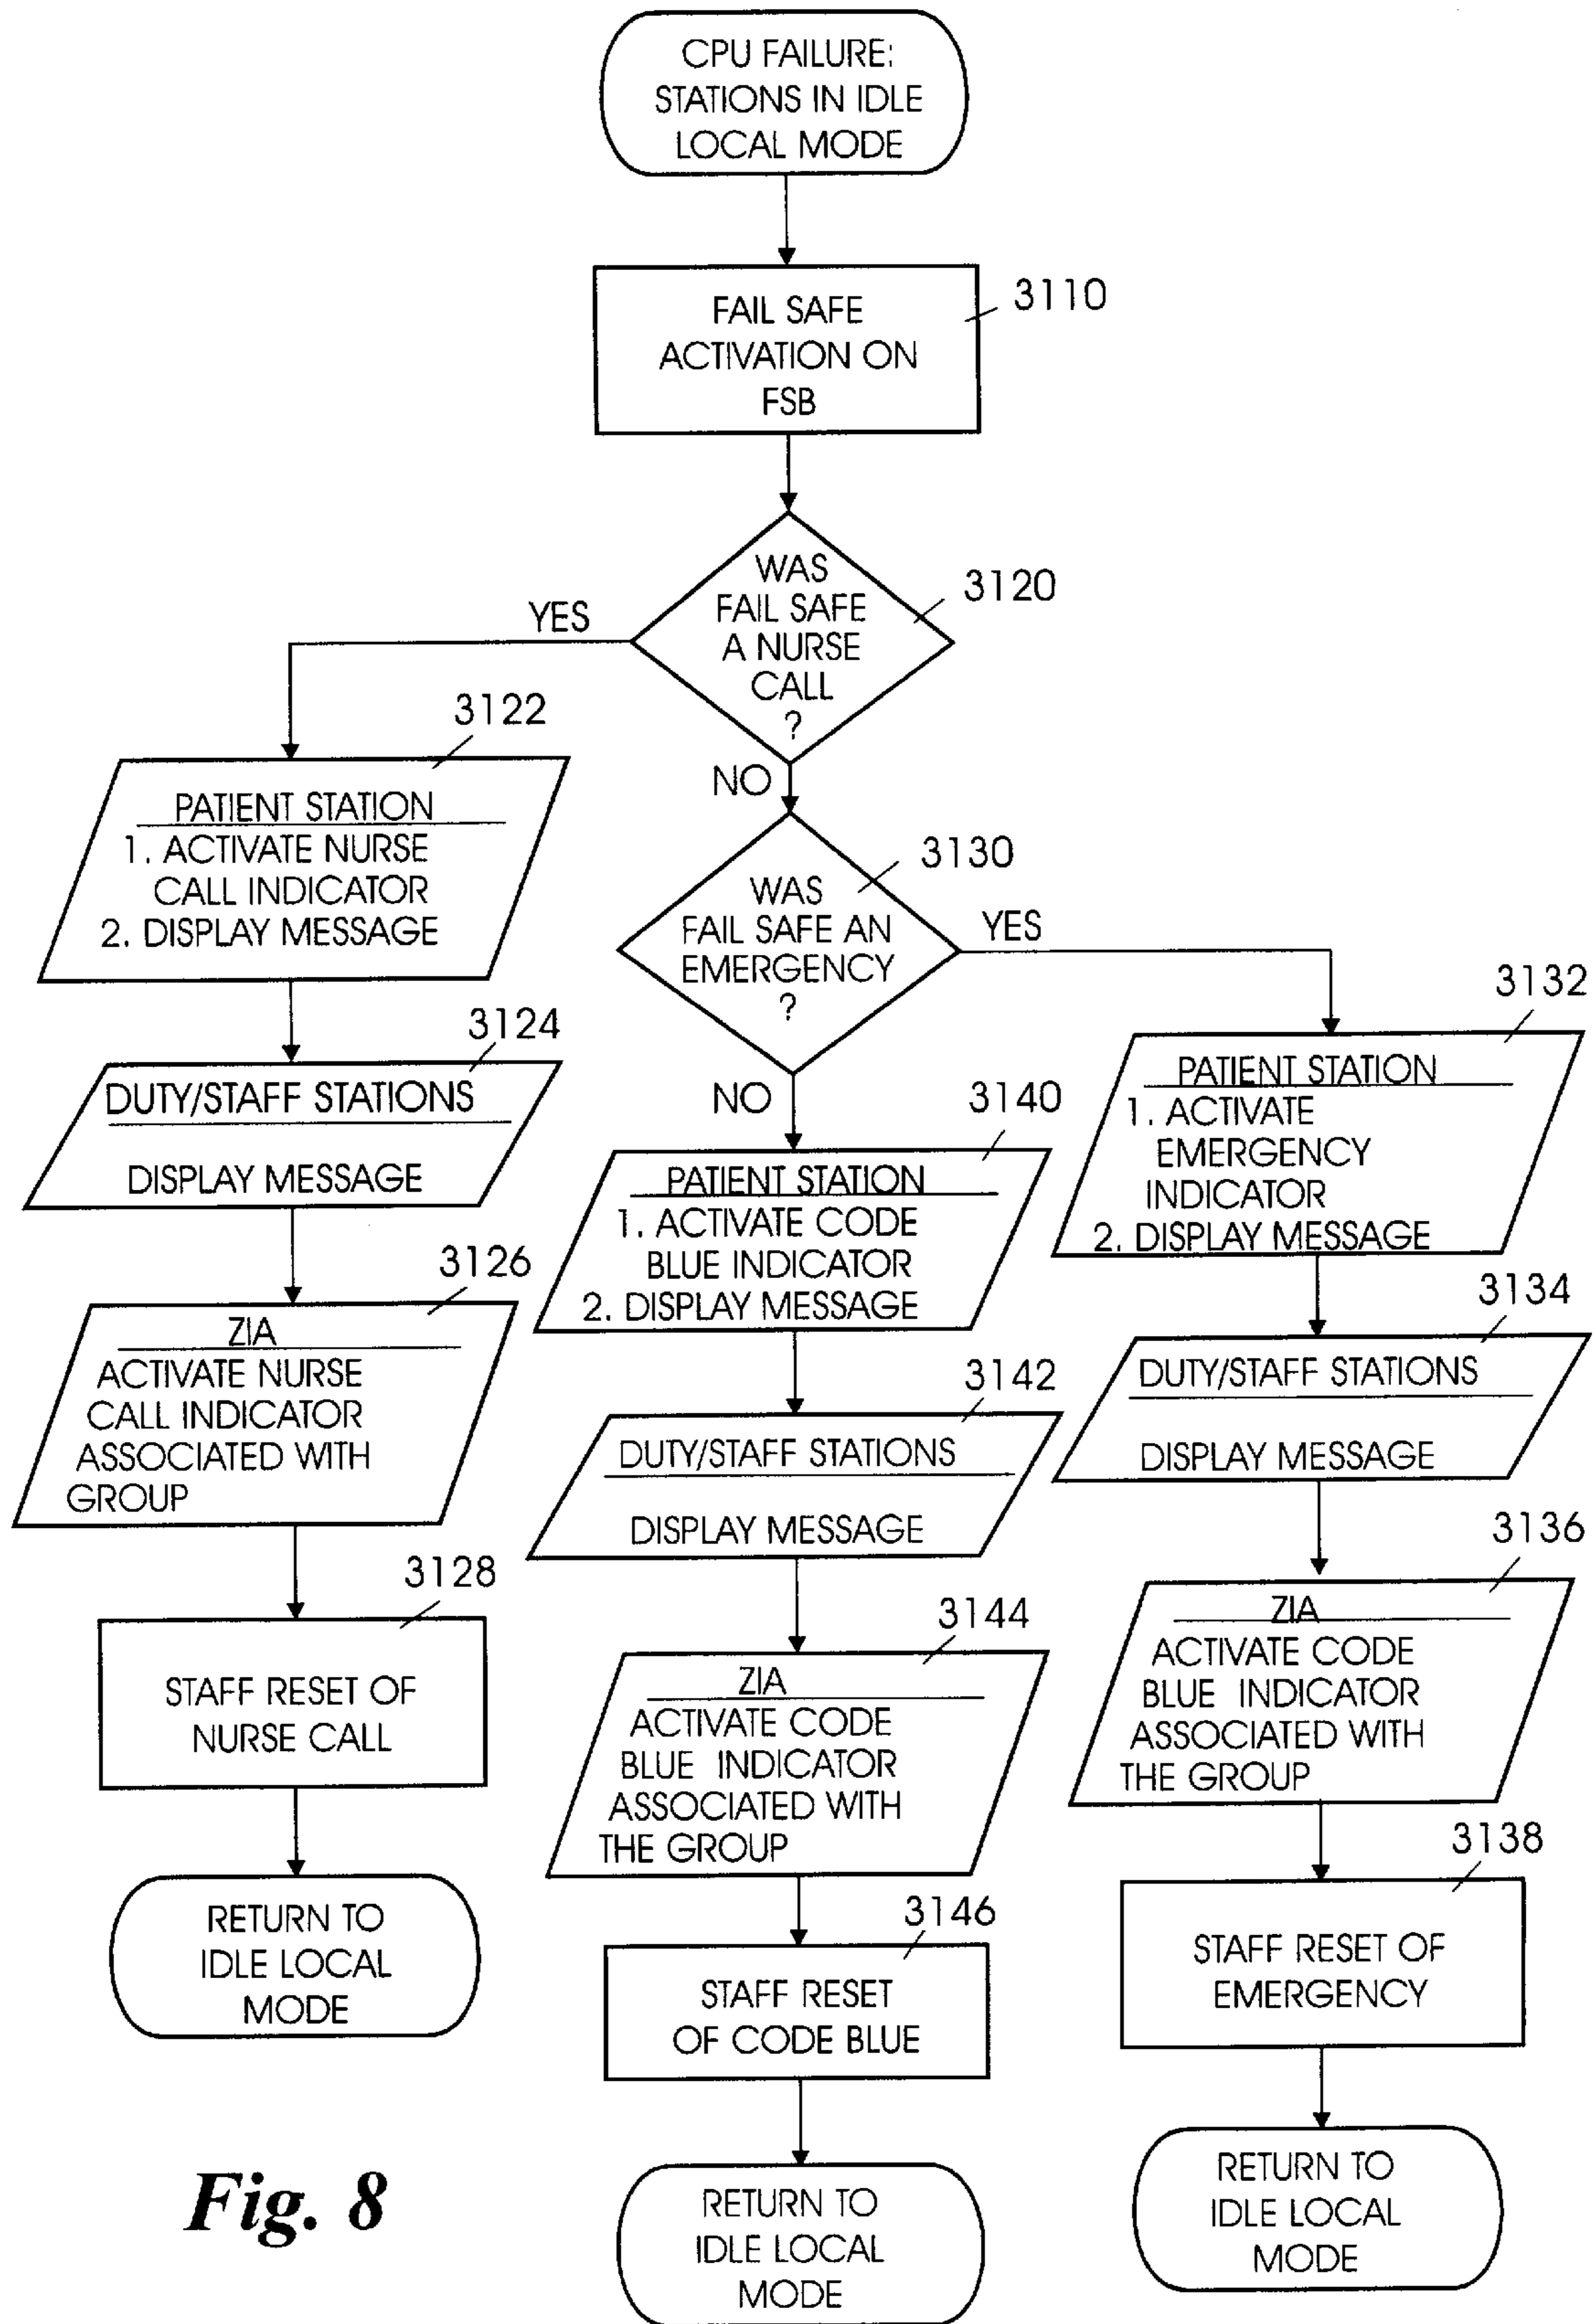 CPU FAILURE:
STATIONS IN IDLE
LOCAL MODE
3110
FAIL SAFE
ACTIVATION ON
FSB
3120
WAS
FAIL SAFE
A NURSE
CALL
?
YES
NO
3122
PATIENT STATION
1. ACTIVATE NURSE
CALL INDICATOR
2. DISPLAY MESSAGE
3124
DUTY/STAFF STATIONS
DISPLAY MESSAGE
3126
ZIA
ACTIVATE NURSE
CALL INDICATOR
ASSOCIATED WITH
GROUP
3128
STAFF RESET OF
NURSE CALL
RETURN TO
IDLE LOCAL
MODE
3130
WAS
FAIL SAFE AN
EMERGENCY
?
YES
NO
3140
PATIENT STATION
1. ACTIVATE CODE
BLUE INDICATOR
2. DISPLAY MESSAGE
3142
DUTY/STAFF STATIONS
DISPLAY MESSAGE
3144
ZIA
ACTIVATE CODE
BLUE INDICATOR
ASSOCIATED WITH
THE GROUP
3146
STAFF RESET
OF CODE BLUE
RETURN TO
IDLE LOCAL
MODE
3132
PATIENT STATION
1. ACTIVATE
EMERGENCY
INDICATOR
2. DISPLAY MESSAGE
3134
DUTY/STAFF STATIONS
DISPLAY MESSAGE
3136
ZIA
ACTIVATE CODE
BLUE INDICATOR
ASSOCIATED WITH
THE GROUP
3138
STAFF RESET OF
EMERGENCY
RETURN TO
IDLE LOCAL
MODE
Fig. 8